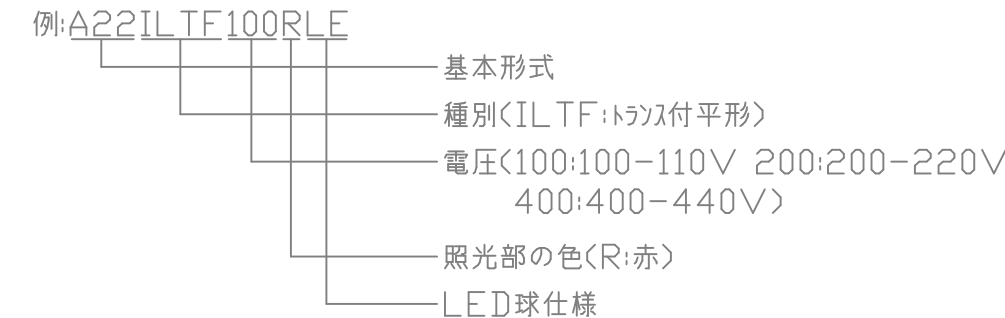 例:A22ILTF100RLE
基本形式
種別(ILTF:トランス付平形)
電圧(100:100-110V 200:200-220V
400:400-440V)
照光部の色(R:赤)
LED球仕様